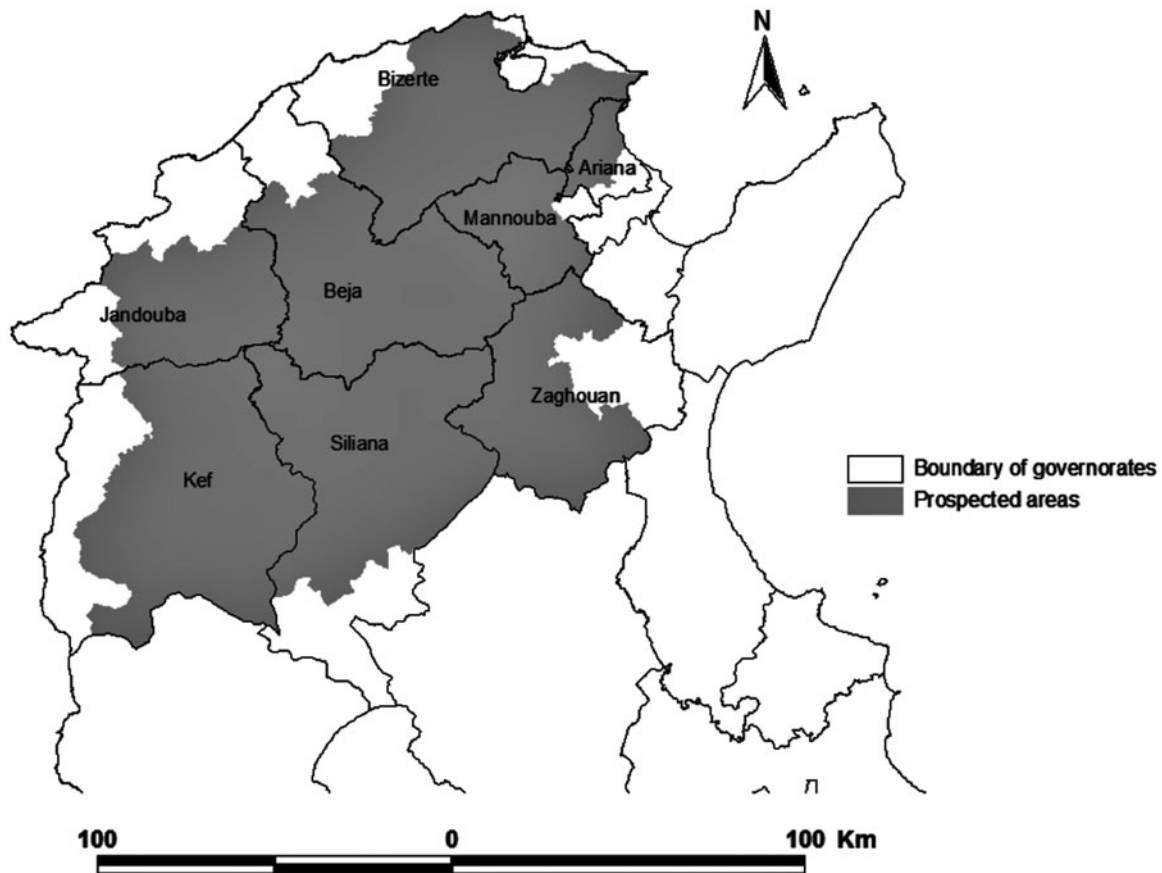 N
Bizerte
Ariana
Mannouba
Beja
Jandouba
Zaghouan
Siliana
Kef
Boundary of governorates
Prospected areas
100 0 100 Km